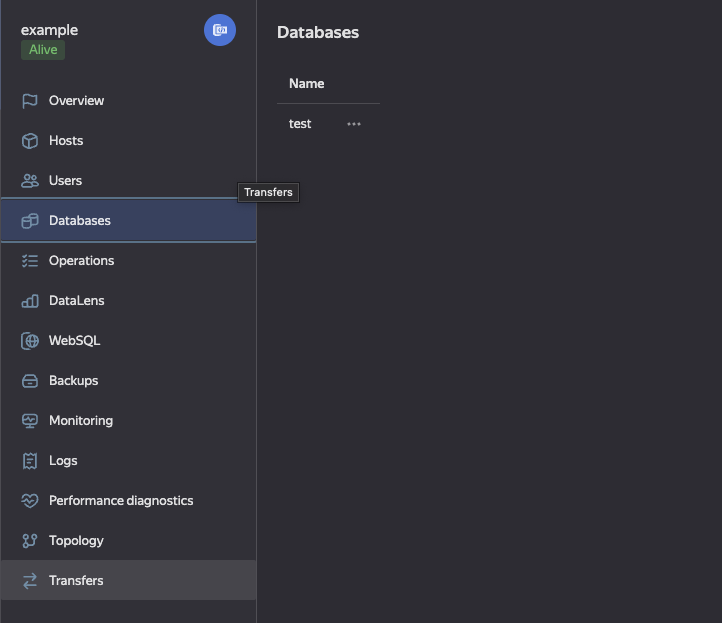 example
Alive
Overview
Hosts
Users
Databases
Operations
DataLens
WebSQL
Backups
Monitoring
Logs
Performance diagnostics
Topology
Transfers
Databases
Name
test
Transfers